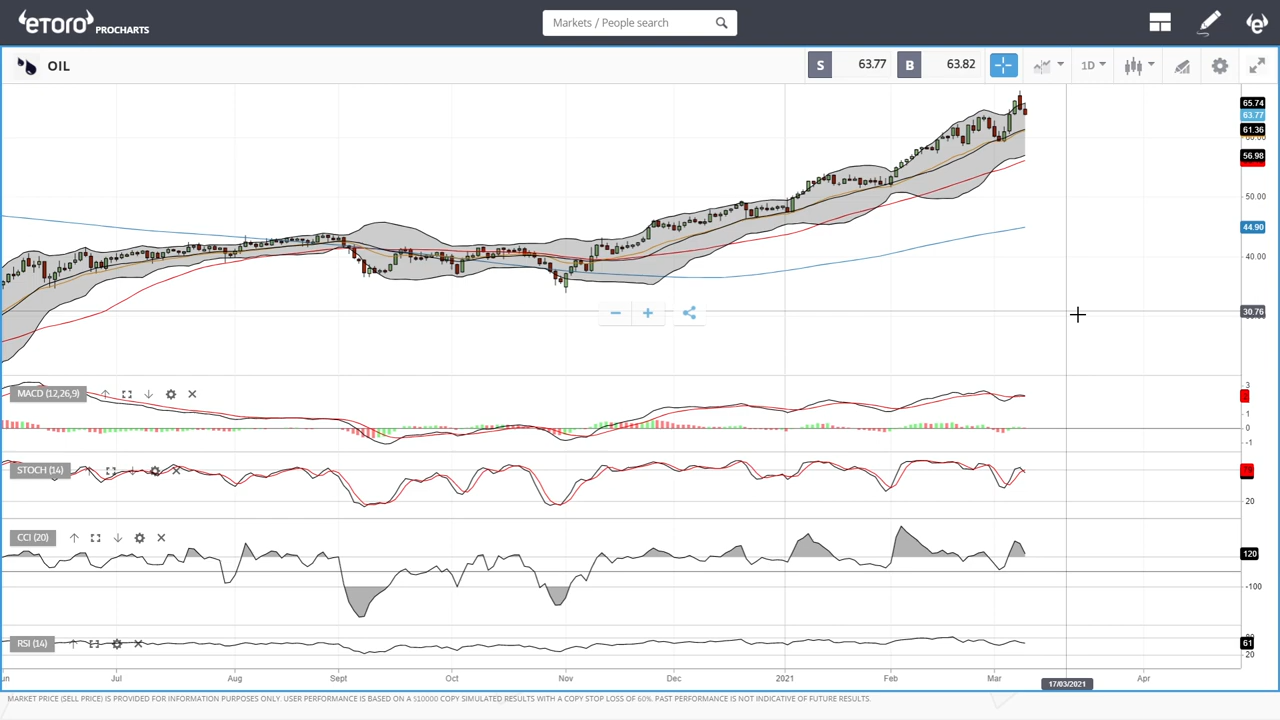 eTORO PROCHARTS
Markets / People search
OIL
S 63.77 B 63.82 1D
65.74
63.77
61.36
56.98
50.00
44.90
40.00
30.76
MACD (12,26,9)
3
2
1
0
-1
STOCH (14)
20
CCI (20)
120
-100
RSI (14)
61
20
Jul Aug Sept Oct Nov Dec 2021 Feb Mar 17/03/2021 Apr
MARKET PRICE (SELL PRICE) IS PROVIDED FOR INFORMATION PURPOSES ONLY. USER PERFORMANCE IS BASED ON A $10000 COPY SIMULATED RESULTS WITH A COPY STOP LOSS OF 60%. PAST PERFORMANCE IS NOT INDICATIVE OF FUTURE RESULTS.